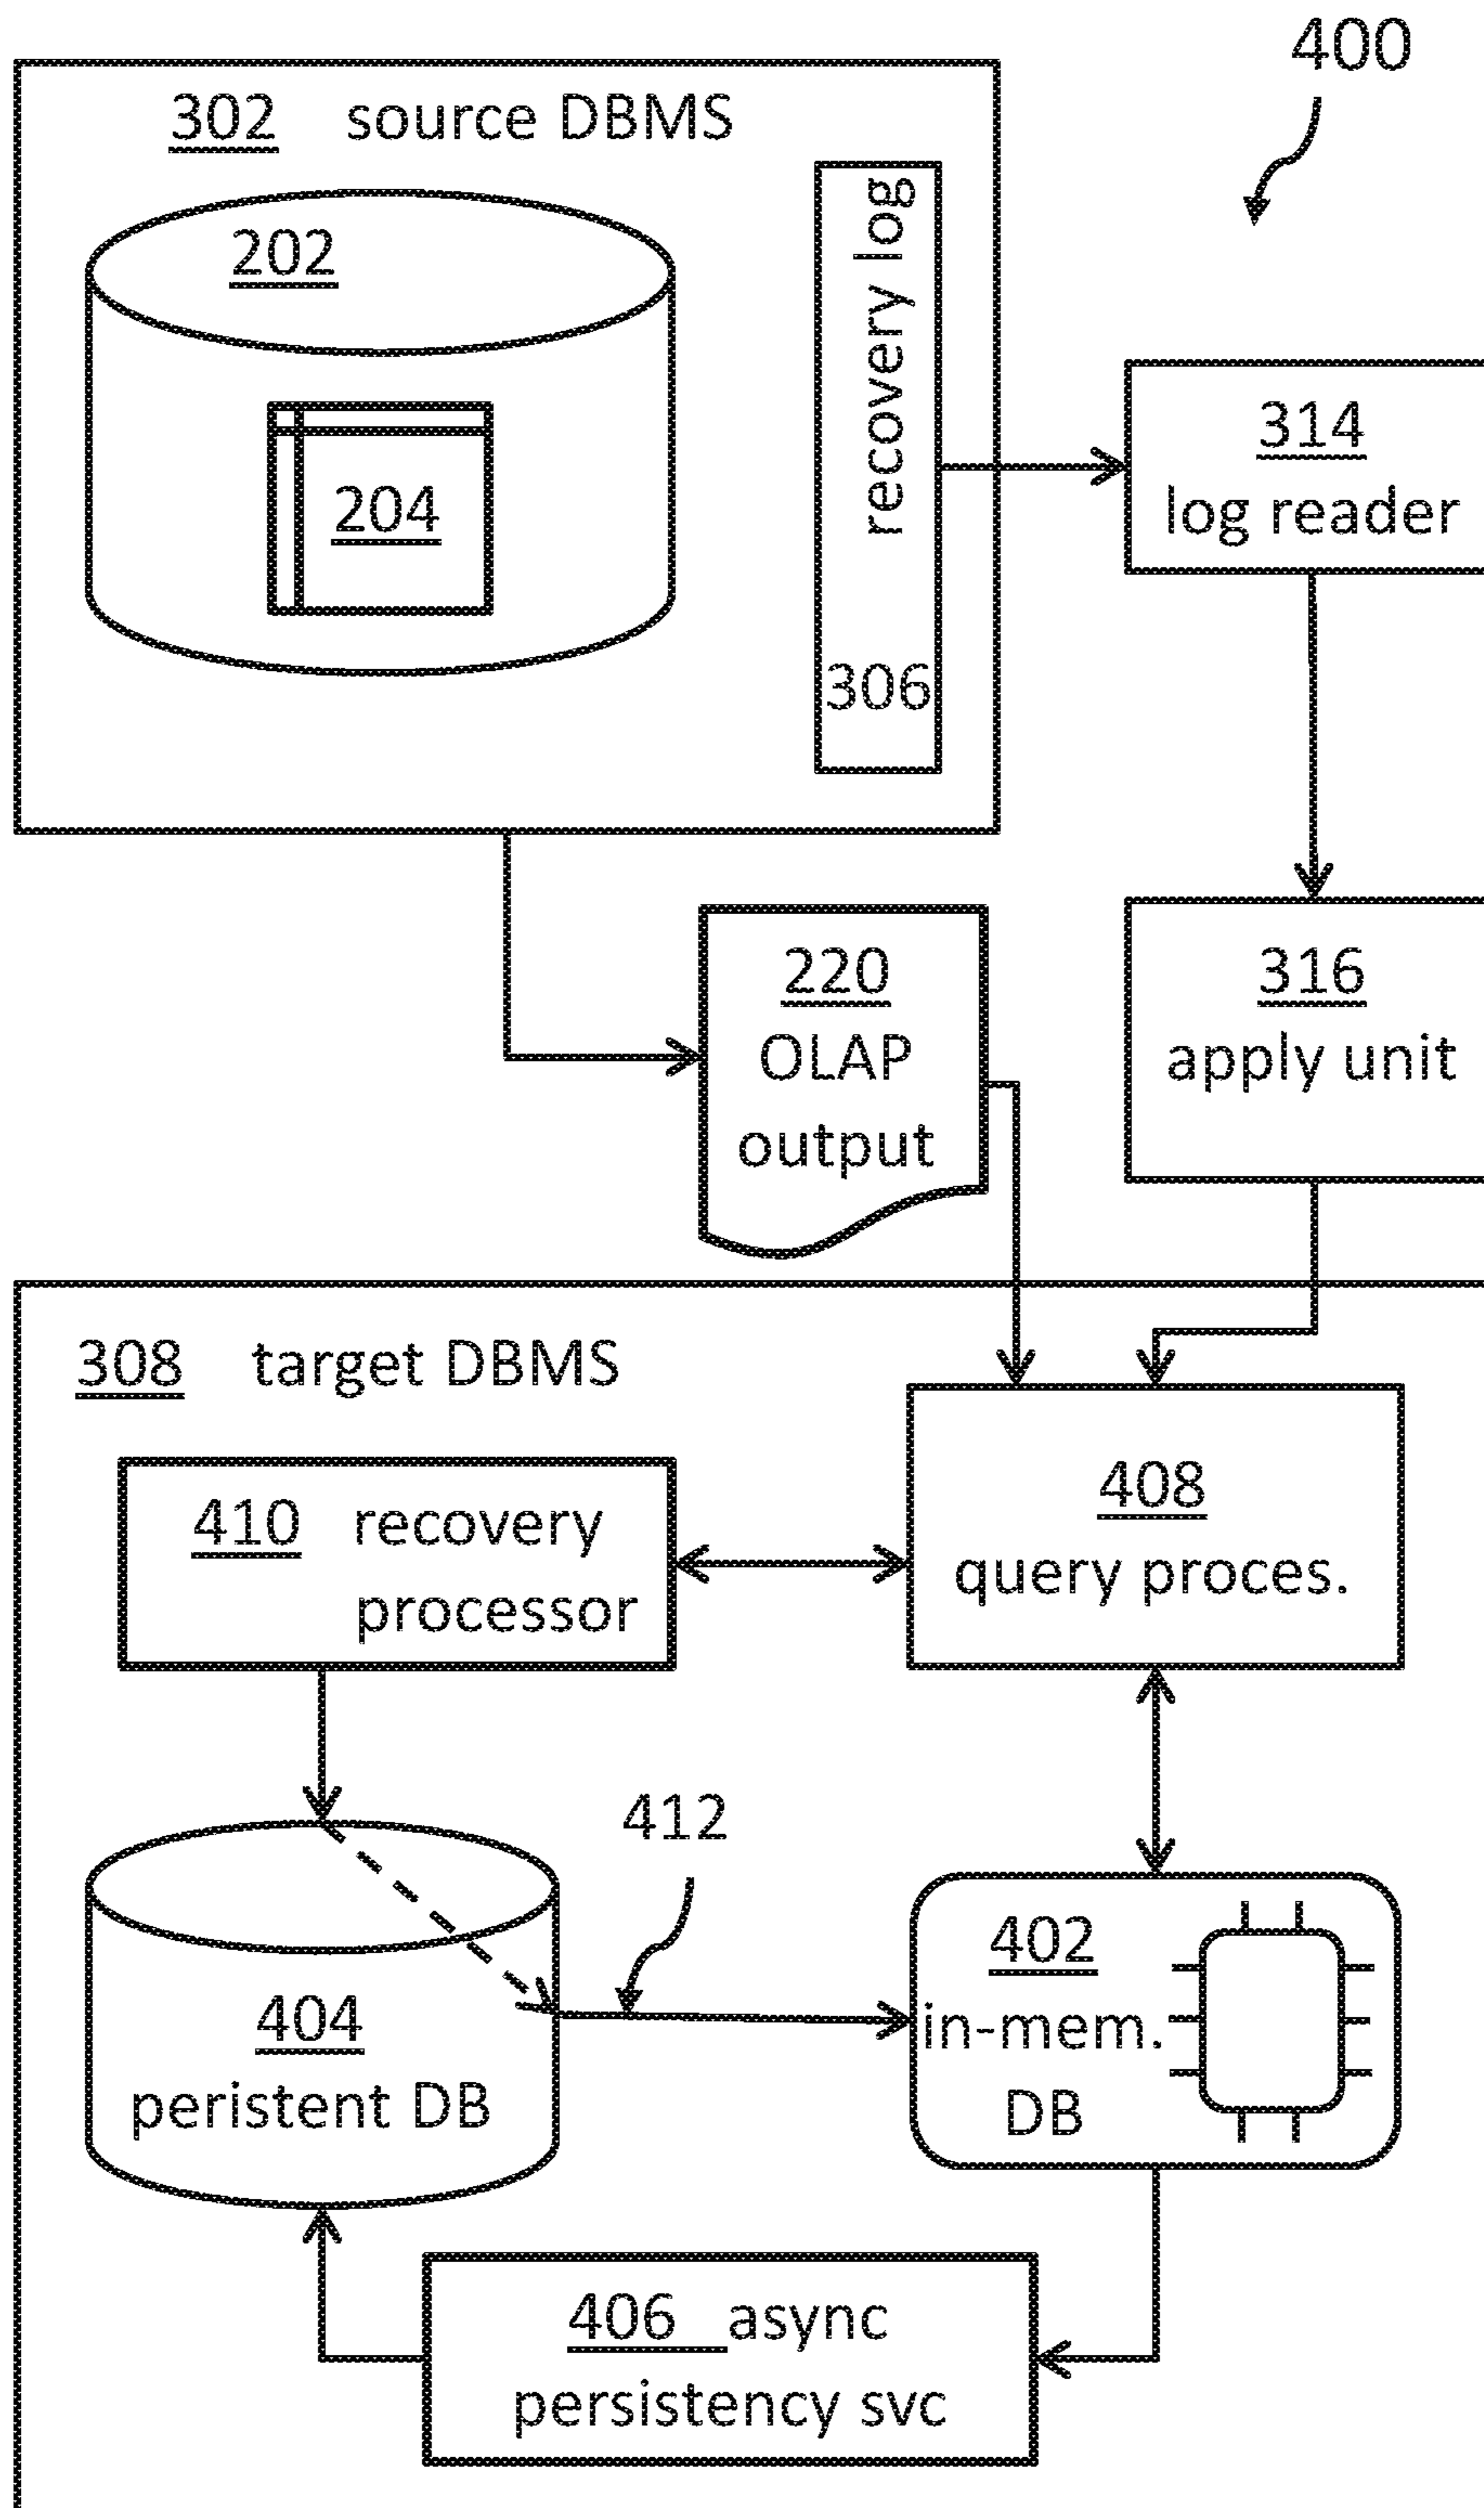 400
302 source DBMS
202
204
recovery log
306
314
log reader
220
OLAP
output
316
apply unit
308 target DBMS
410 recovery
processor
408
query proces.
412
404
peristent DB
402
in-mem.
DB
406 async
persistency svc